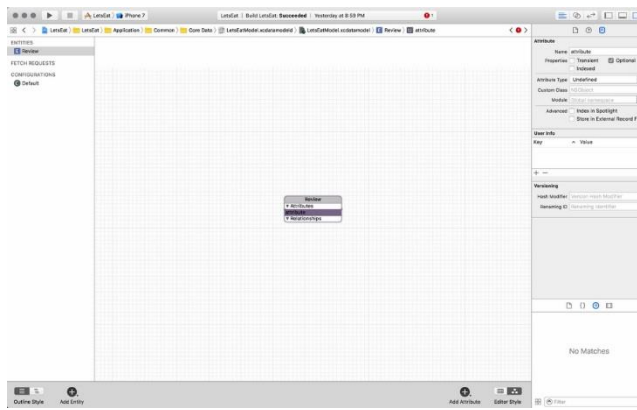 LetsEat
iPhone 7
LetsEat | Build LetsEat: Succeeded | Yesterday at 8:59 PM
1
LetsEat
LetsEat
Application
Common
Core Data
LetsEatModel.xcdatamodeld
LetsEatModel.xcdatamodel
E Review
attribute
ENTITIES
E Review
FETCH REQUESTS
CONFIGURATIONS
C Default
Review
Attributes
attribute
Relationships
Attribute
Name attribute
Properties Transient Optional
Indexed
Attribute Type Undefined
Custom Class NSObject
Module Global namespace
Advanced Index in Spotlight
Store in External Record F
User Info
Key Value
+ −
Versioning
Hash Modifier Version Hash Modifier
Renaming ID Renaming Identifier
No Matches
Outline Style Add Entity Add Attribute Editor Style
Filter